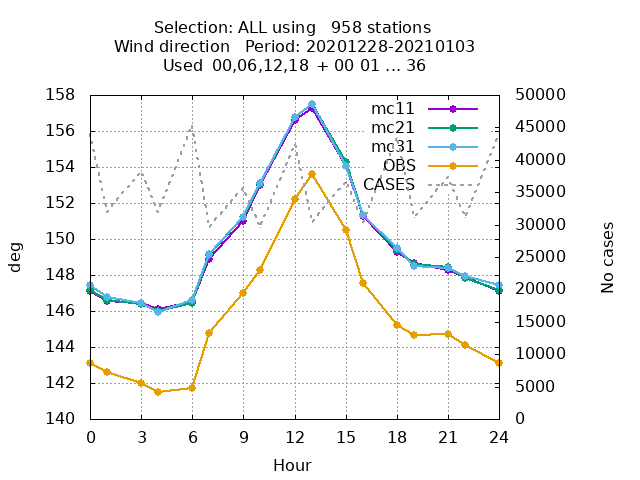 Selection: ALL using   958 stations
Wind direction   Period: 20201228-20210103
Used  00,06,12,18  + 00 01 ... 36
158 50000
156 45000
154 40000
152 35000
150 30000
148 25000
146 20000
144 15000
142 10000
140 5000
0
mc11
mc21
mc31
OBS
CASES
deg
No cases
0 3 6 9 12 15 18 21 24
Hour